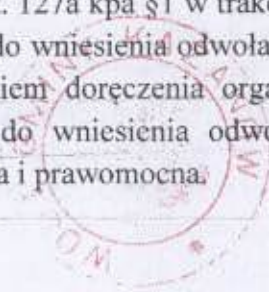 . 127a kpa §1 w trakc
do wniesienia odwoła
iem doręczenia orga
do wniesienia odwo
a i prawomocna.